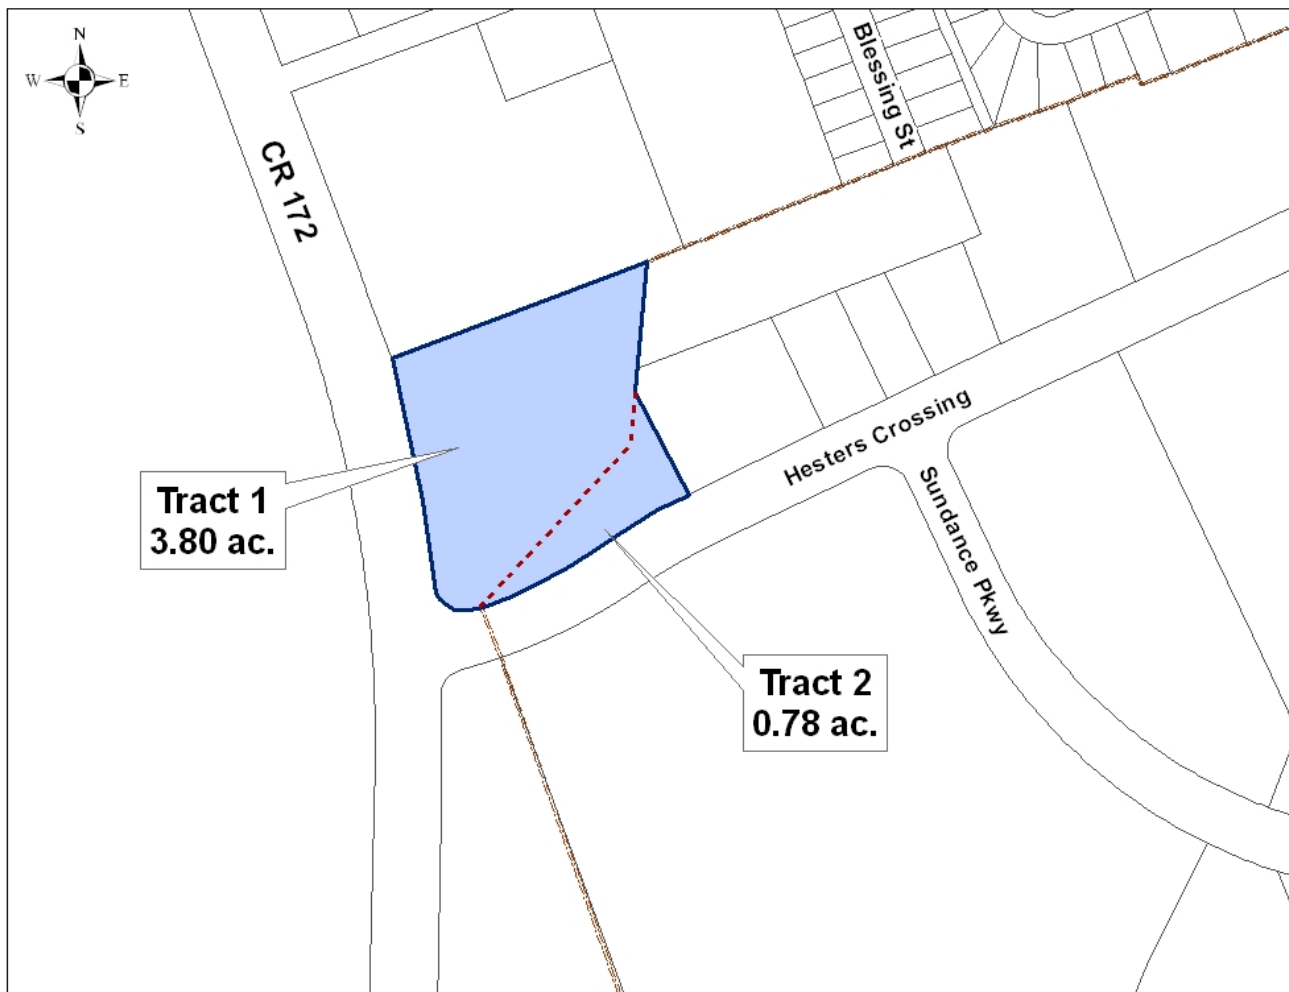 N
W E
S
Blessing St
CR 172
Hesters Crossing
Sundance Pkwy
Tract 1
3.80 ac.
Tract 2
0.78 ac.